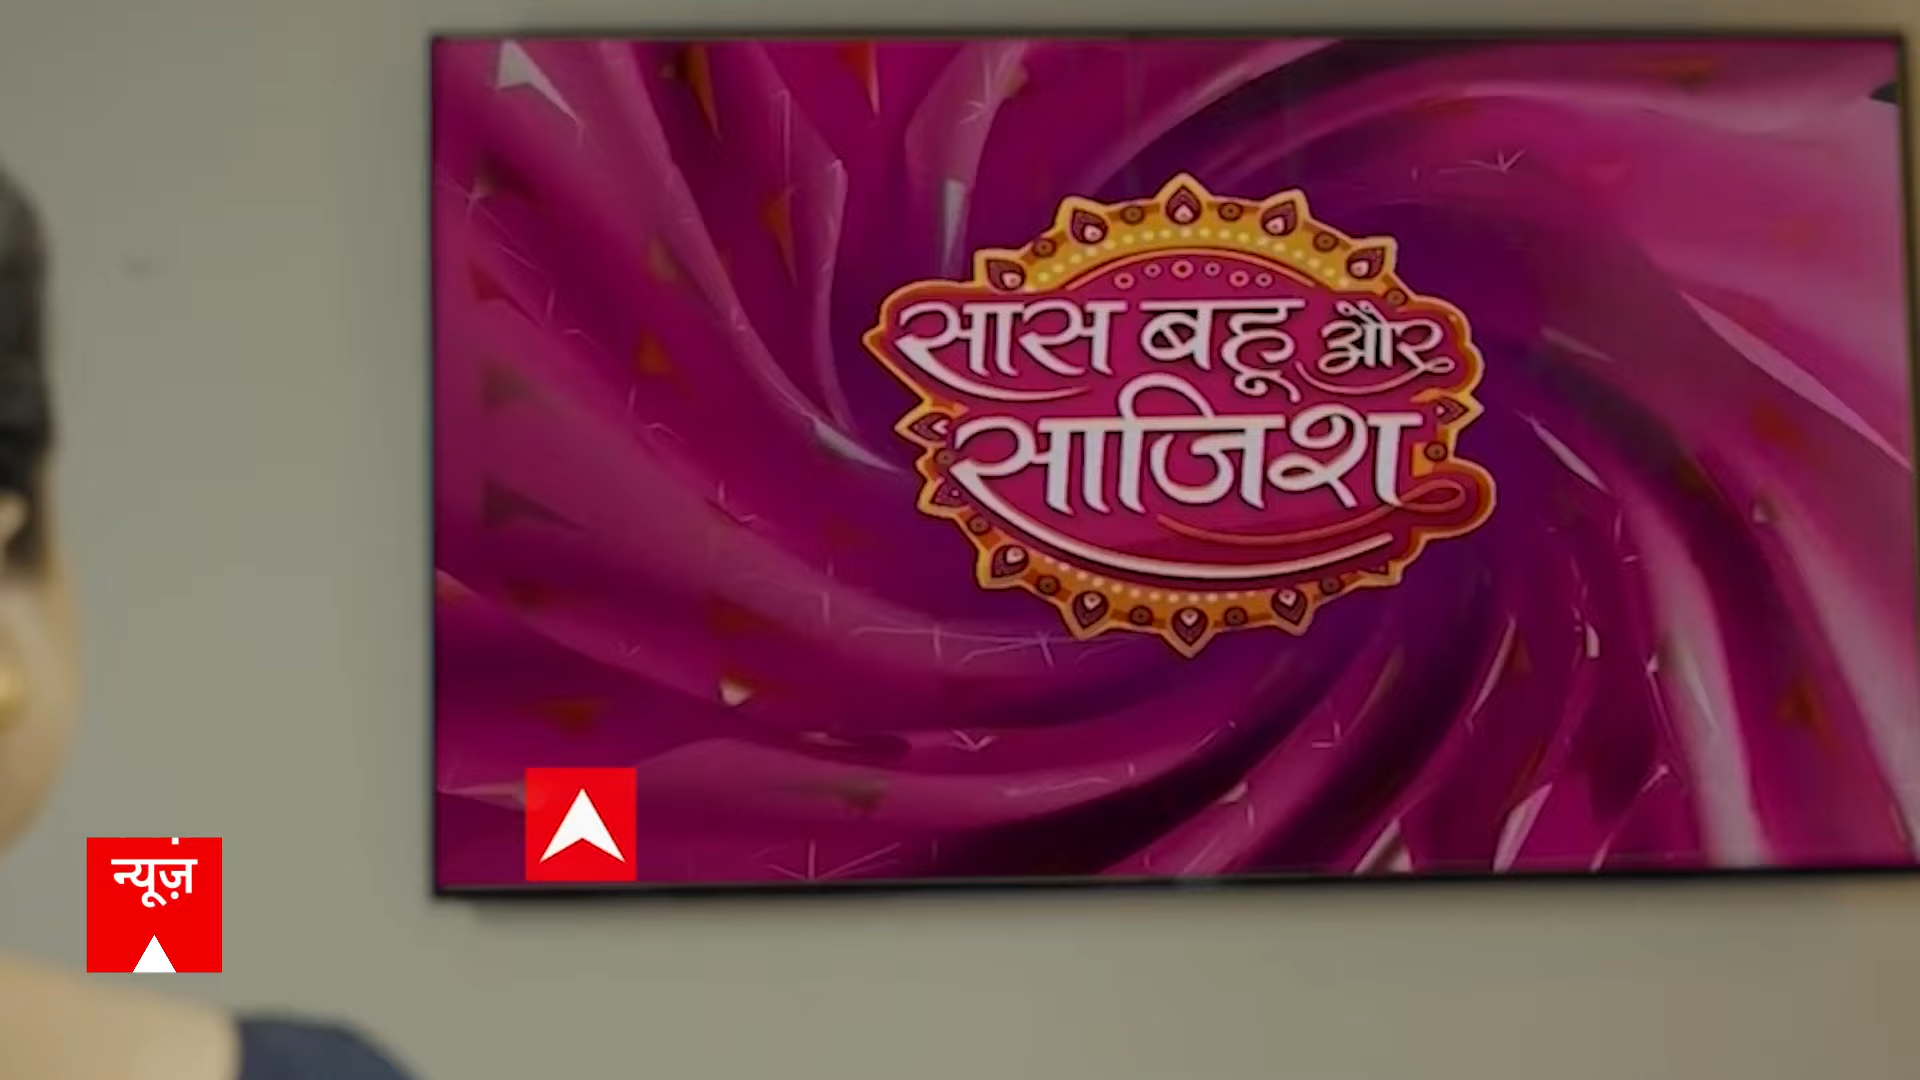 सास बहू और
साजिश
न्यूज़